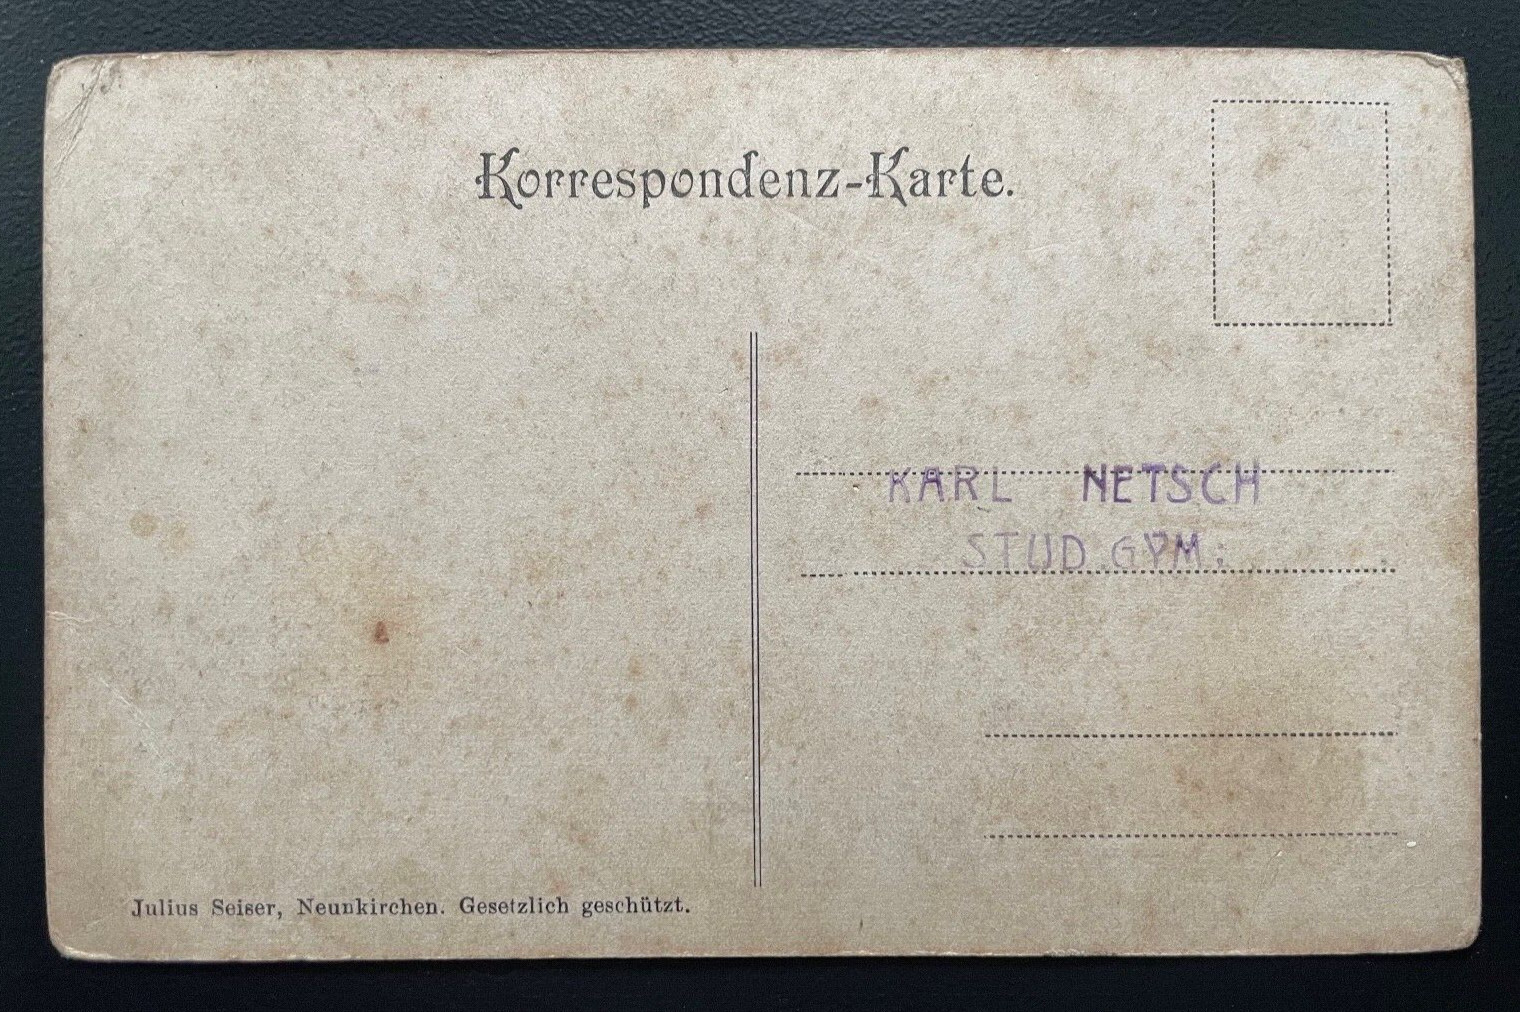 Korrespondenz-Karte.
KARL NETSCH
STUD. GYM:
Julius Seiser, Neunkirchen. Gesetzlich geschützt.